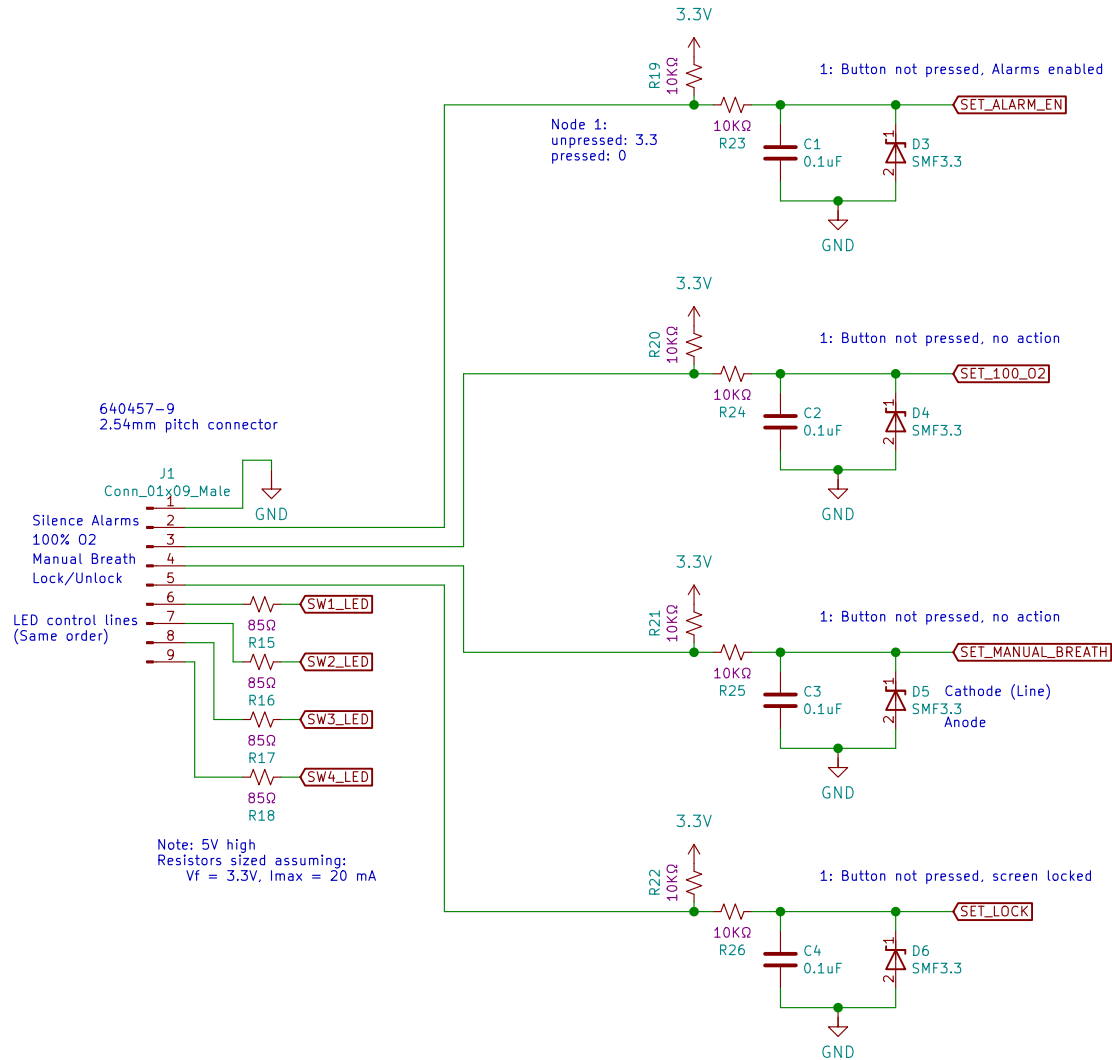 3.3V
R19
10KΩ
1: Button not pressed, Alarms enabled
SET_ALARM_EN
Node 1:
unpressed: 3.3
pressed: 0
10KΩ
R23
C1
0.1uF
1
D3
SMF3.3
2
GND
3.3V
R20
10KΩ
1: Button not pressed, no action
SET_100_O2
10KΩ
R24
C2
0.1uF
1
D4
SMF3.3
2
GND
640457-9
2.54mm pitch connector
J1
Conn_01x09_Male
GND
1
Silence Alarms
2
100% O2
3
Manual Breath
4
Lock/Unlock
5
6
LED control lines
(Same order)
7
8
9
SW1_LED
85Ω
R15
SW2_LED
85Ω
R16
SW3_LED
85Ω
R17
SW4_LED
85Ω
R18
Note: 5V high
Resistors sized assuming:
Vf = 3.3V, Imax = 20 mA
3.3V
R21
10KΩ
1: Button not pressed, no action
SET_MANUAL_BREATH
10KΩ
R25
C3
0.1uF
1
D5
SMF3.3
2
Cathode (Line)
Anode
GND
3.3V
R22
10KΩ
1: Button not pressed, screen locked
SET_LOCK
10KΩ
R26
C4
0.1uF
1
D6
SMF3.3
2
GND